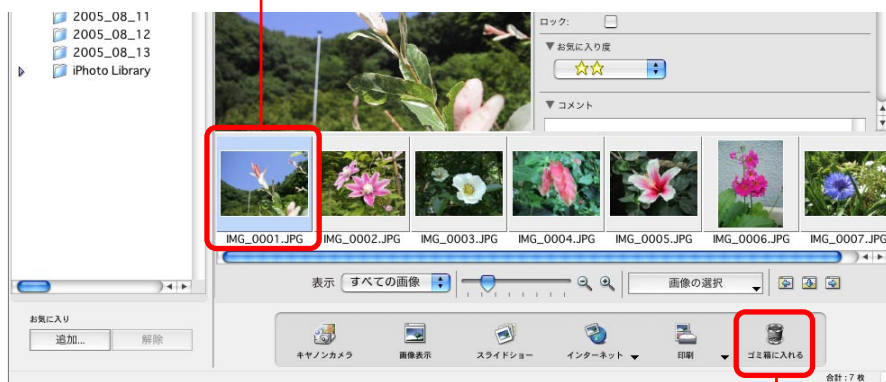 2005_08_11
2005_08_12
2005_08_13
iPhoto Library
ロック:
お気に入り度
コメント
IMG_0001.JPG
IMG_0002.JPG
IMG_0003.JPG
IMG_0004.JPG
IMG_0005.JPG
IMG_0006.JPG
IMG_0007.JPG
表示
すべての画像
画像の選択
お気に入り
追加...
解除
キヤノンカメラ
画像表示
スライドショー
インターネット
印刷
ゴミ箱に入れる
合計:7 枚